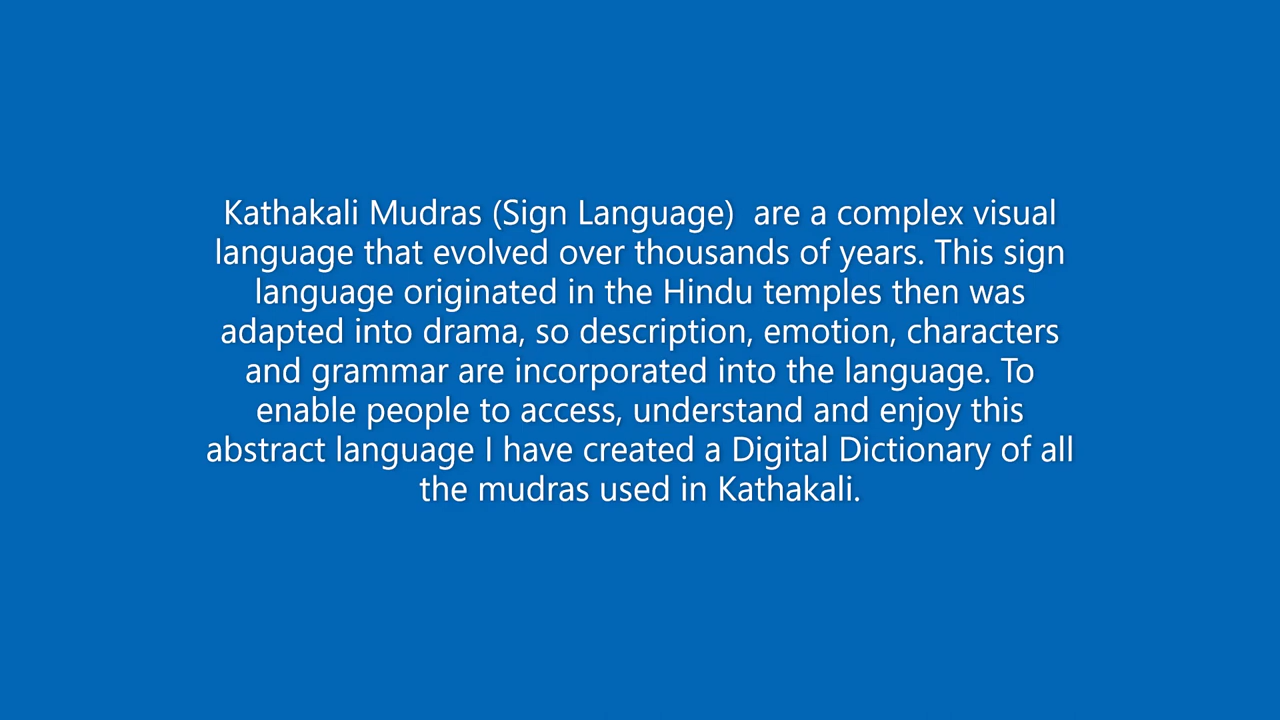 Kathakali Mudras (Sign Language)  are a complex visual
language that evolved over thousands of years. This sign
language originated in the Hindu temples then was
adapted into drama, so description, emotion, characters
and grammar are incorporated into the language. To
enable people to access, understand and enjoy this
abstract language I have created a Digital Dictionary of all
the mudras used in Kathakali.